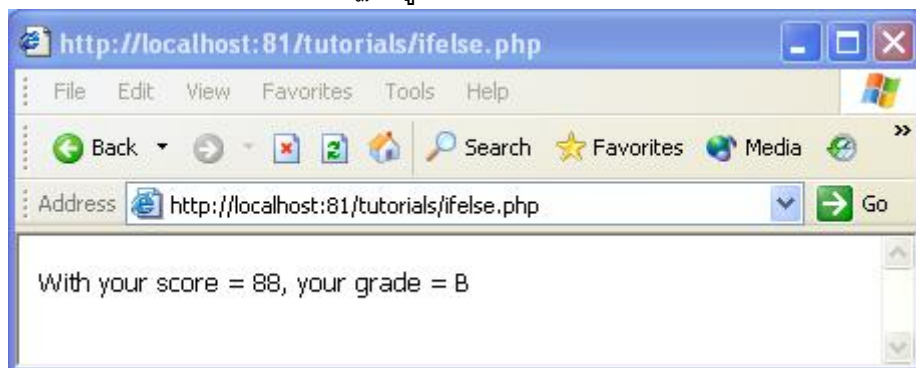 http://localhost:81/tutorials/ifelse.php
File Edit View Favorites Tools Help
Back Search Favorites Media »
Address http://localhost:81/tutorials/ifelse.php Go
With your score = 88, your grade = B